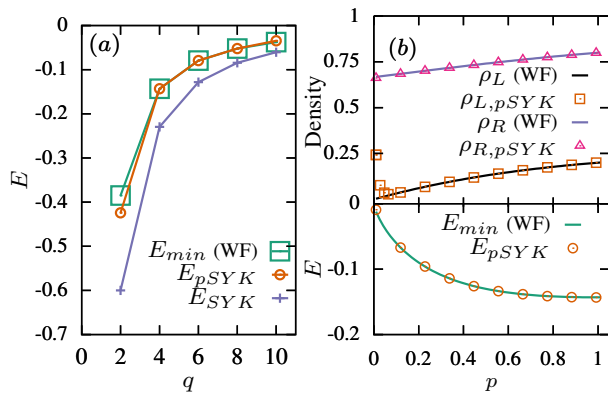 (a)
0
-0.1
-0.2
-0.3
-0.4
-0.5
-0.6
-0.7
E
E_min (WF)
E_pSYK
E_SYK
2 4 6 8 10
q
(b)
1
0.75
0.5
0.25
0
Density
ρ_L (WF)
ρ_L,pSYK
ρ_R (WF)
ρ_R,pSYK
E_min (WF)
E_pSYK
-0.1
-0.2
E
0 0.2 0.4 0.6 0.8 1
p